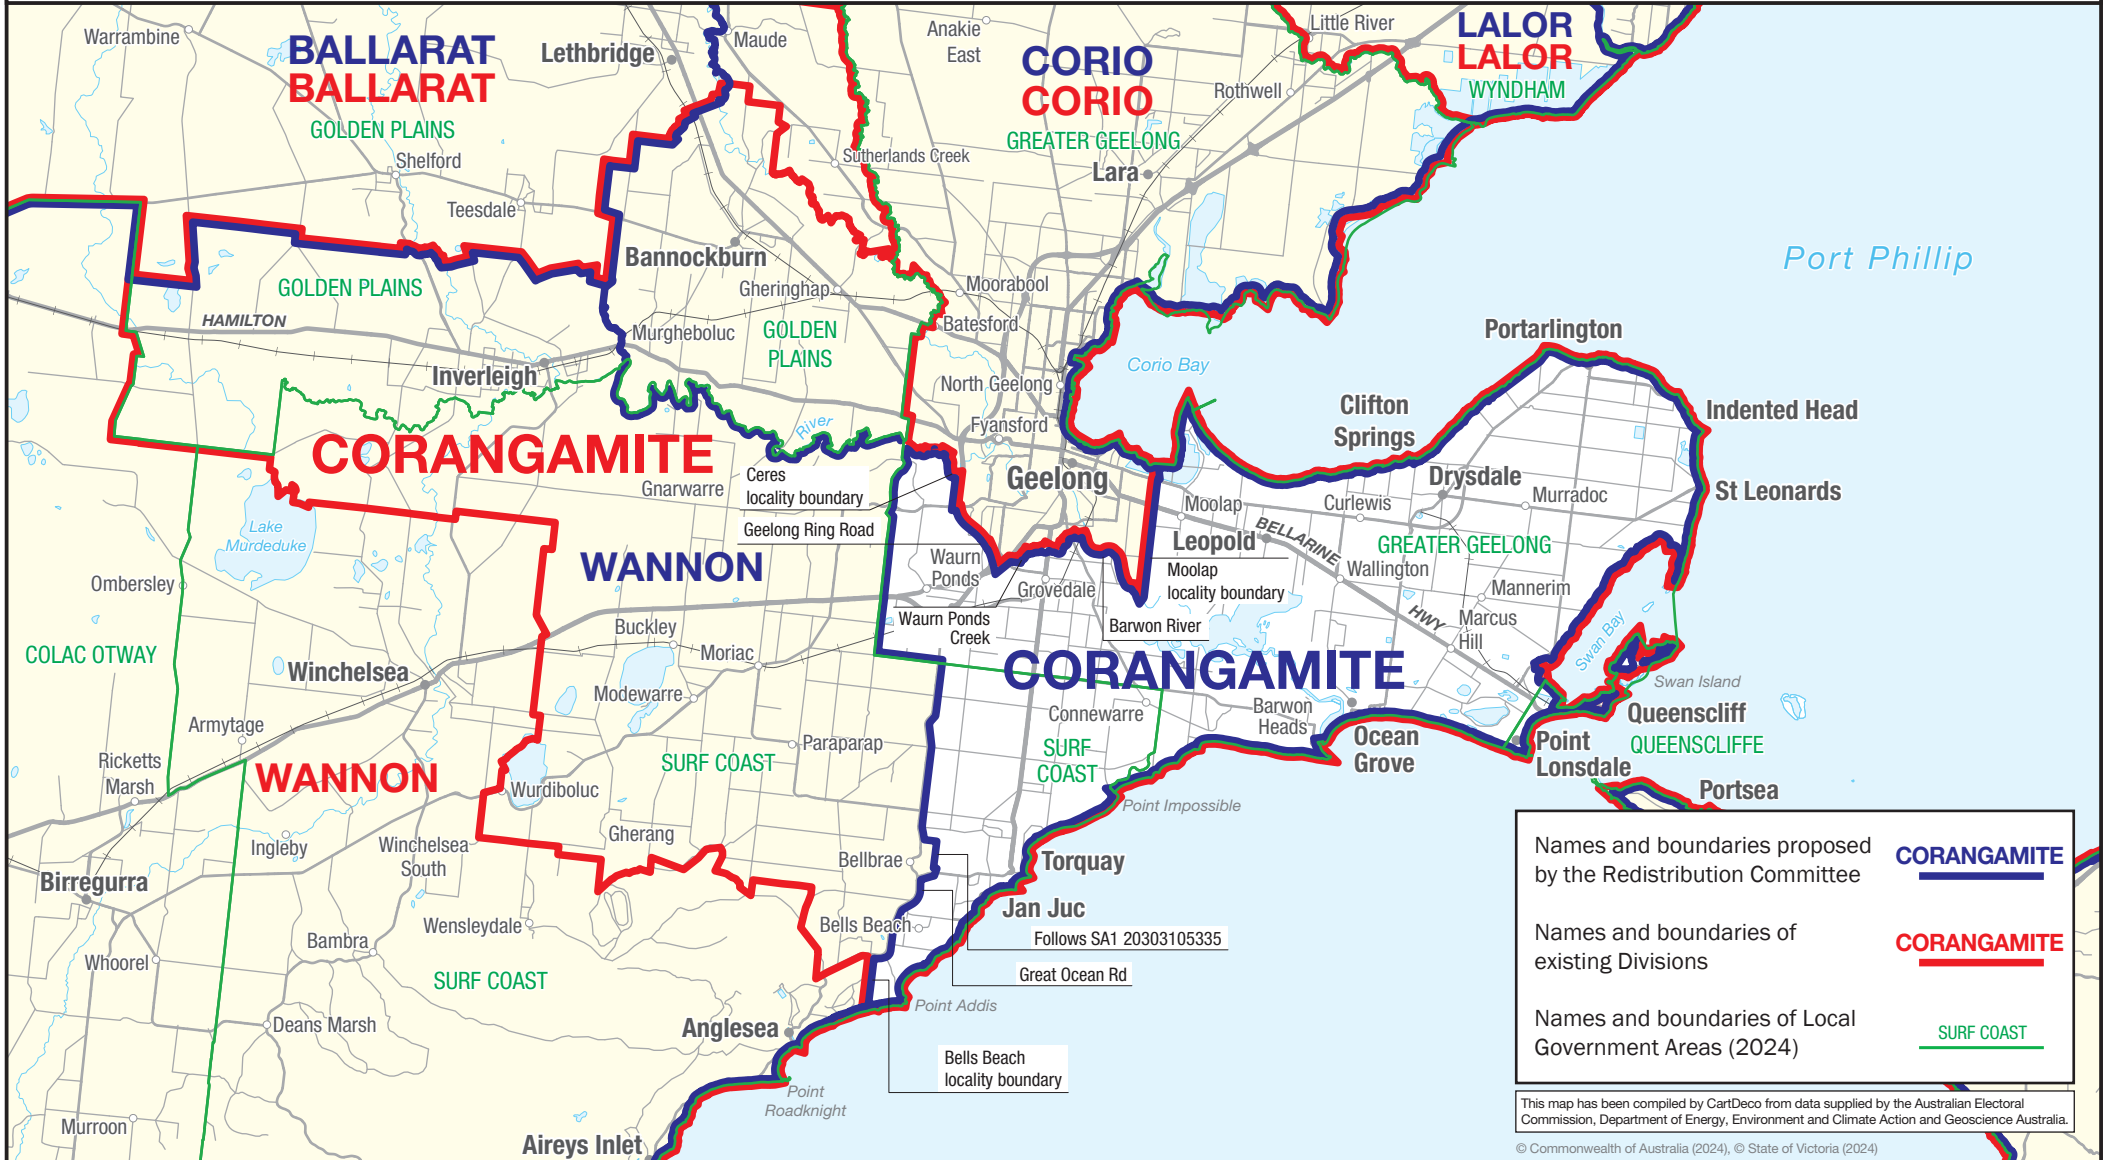 Warrambine
BALLARAT
BALLARAT
GOLDEN PLAINS
Lethbridge
Maude
Anakie
East
CORIO
CORIO
GREATER GEELONG
Little River
Rothwell
LALOR
LALOR
WYNDHAM
Shelford
Sutherlands Creek
Lara
Teesdale
Bannockburn
Port Phillip
GOLDEN PLAINS
Gheringhap
Moorabool
HAMILTON
Murgheboluc
GOLDEN
PLAINS
Batesford
Portarlington
Inverleigh
Corio Bay
North Geelong
Clifton
Springs
Indented Head
River
Fyansford
CORANGAMITE
Ceres
locality boundary
Gnarwarre
Geelong
Drysdale
Murradoc
St Leonards
Curlewis
Moolap
Lake
Murdeduke
Geelong Ring Road
BELLARINE
HWY
Leopold
GREATER GEELONG
WANNON
Waurn
Ponds
Grovedale
Moolap
locality boundary
Wallington
Mannerim
Ombersley
Waurn Ponds
Creek
Barwon River
Marcus
Hill
Buckley
Moriac
Swan Bay
COLAC OTWAY
Winchelsea
CORANGAMITE
Swan Island
Modewarre
Connewarre
Barwon
Heads
Queenscliff
QUEENSCLIFFE
Armytage
Paraparap
SURF
COAST
Ocean
Grove
Point
Lonsdale
SURF COAST
Ricketts
Marsh
WANNON
Wurdiboluc
Portsea
Point Impossible
Gherang
Ingleby
Winchelsea
South
Bellbrae
Torquay
Birregurra
Jan Juc
Wensleydale
Bells Beach
Bambra
Follows SA1 20303105335
Whoorel
Great Ocean Rd
SURF COAST
Point Addis
Deans Marsh
Anglesea
Bells Beach
locality boundary
Point
Roadknight
Murroon
Aireys Inlet
Names and boundaries proposed
by the Redistribution Committee
CORANGAMITE
Names and boundaries of
existing Divisions
CORANGAMITE
Names and boundaries of Local
Government Areas (2024)
SURF COAST
This map has been compiled by CartDeco from data supplied by the Australian Electoral
Commission, Department of Energy, Environment and Climate Action and Geoscience Australia.
© Commonwealth of Australia (2024), © State of Victoria (2024)